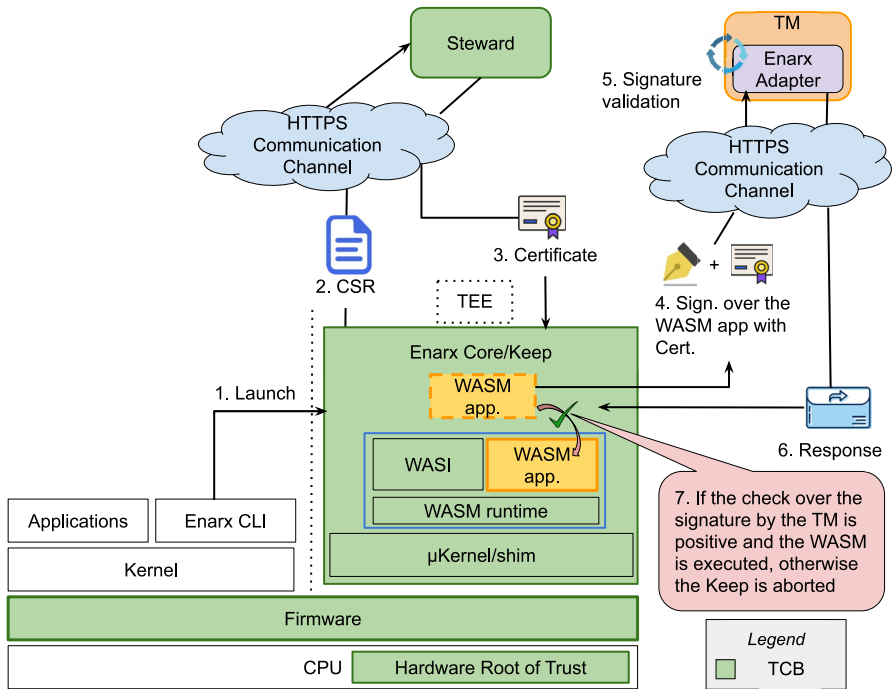 Steward
TM
Enarx
Adapter
5. Signature
validation
HTTPS
Communication
Channel
HTTPS
Communication
Channel
2. CSR
3. Certificate
+
4. Sign. over the
WASM app with
Cert.
TEE
Enarx Core/Keep
1. Launch
WASM
app.
6. Response
WASI
WASM
app.
WASM runtime
µKernel/shim
7. If the check over the
signature by the TM is
positive and the WASM
is executed, otherwise
the Keep is aborted
Applications
Enarx CLI
Kernel
Firmware
CPU
Hardware Root of Trust
Legend
TCB